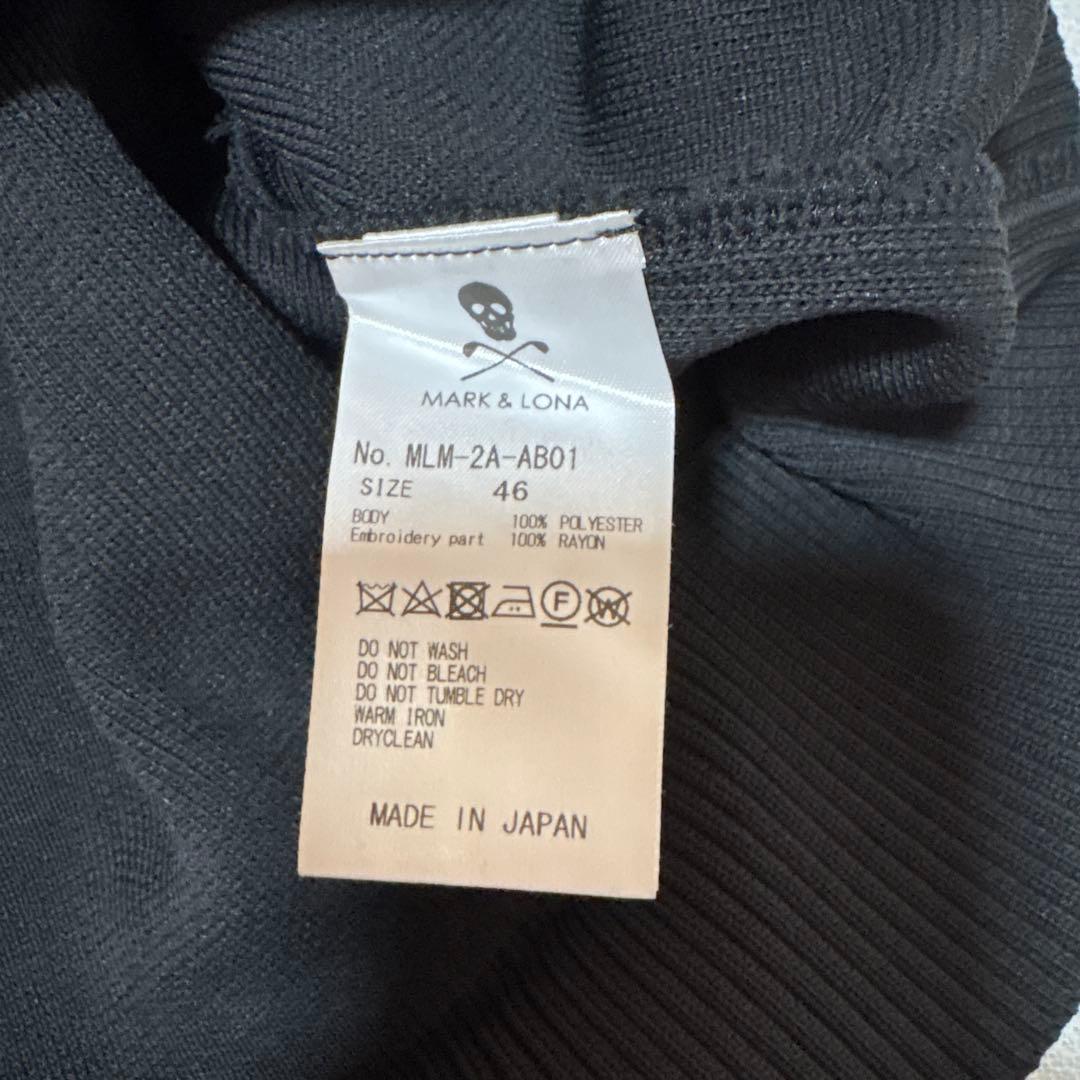 MARK & LONA
No. MLM-2A-AB01
SIZE 46
BODY 100% POLYESTER
Embroidery part 100% RAYON
F W
DO NOT WASH
DO NOT BLEACH
DO NOT TUMBLE DRY
WARM IRON
DRYCLEAN
MADE IN JAPAN